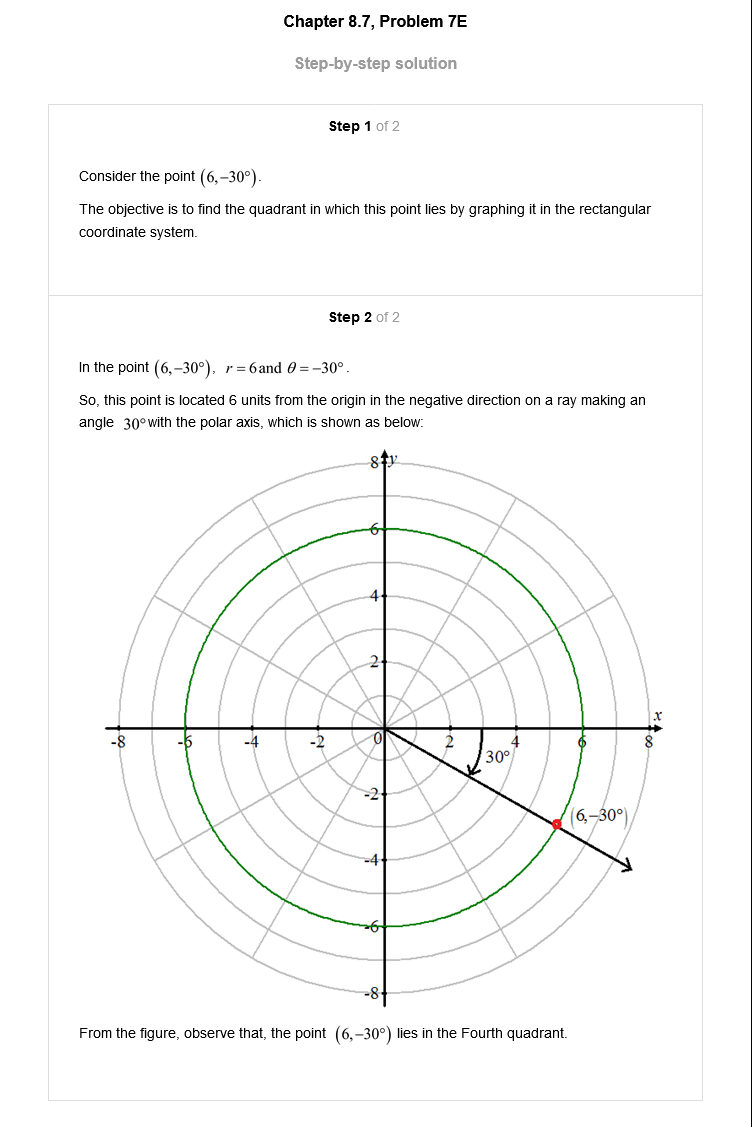 Chapter 8.7, Problem 7E
Step-by-step solution
Step 1 of 2
Consider the point (6,−30°).
The objective is to find the quadrant in which this point lies by graphing it in the rectangular
coordinate system.
Step 2 of 2
In the point (6,−30°), r = 6 and θ = −30°.
So, this point is located 6 units from the origin in the negative direction on a ray making an
angle 30° with the polar axis, which is shown as below:
8 y
6
4
2
x
-8 -6 -4 -2 0 2 4 6 8
30°
-2
(6,−30°)
-4
-6
-8
From the figure, observe that, the point (6,−30°) lies in the Fourth quadrant.